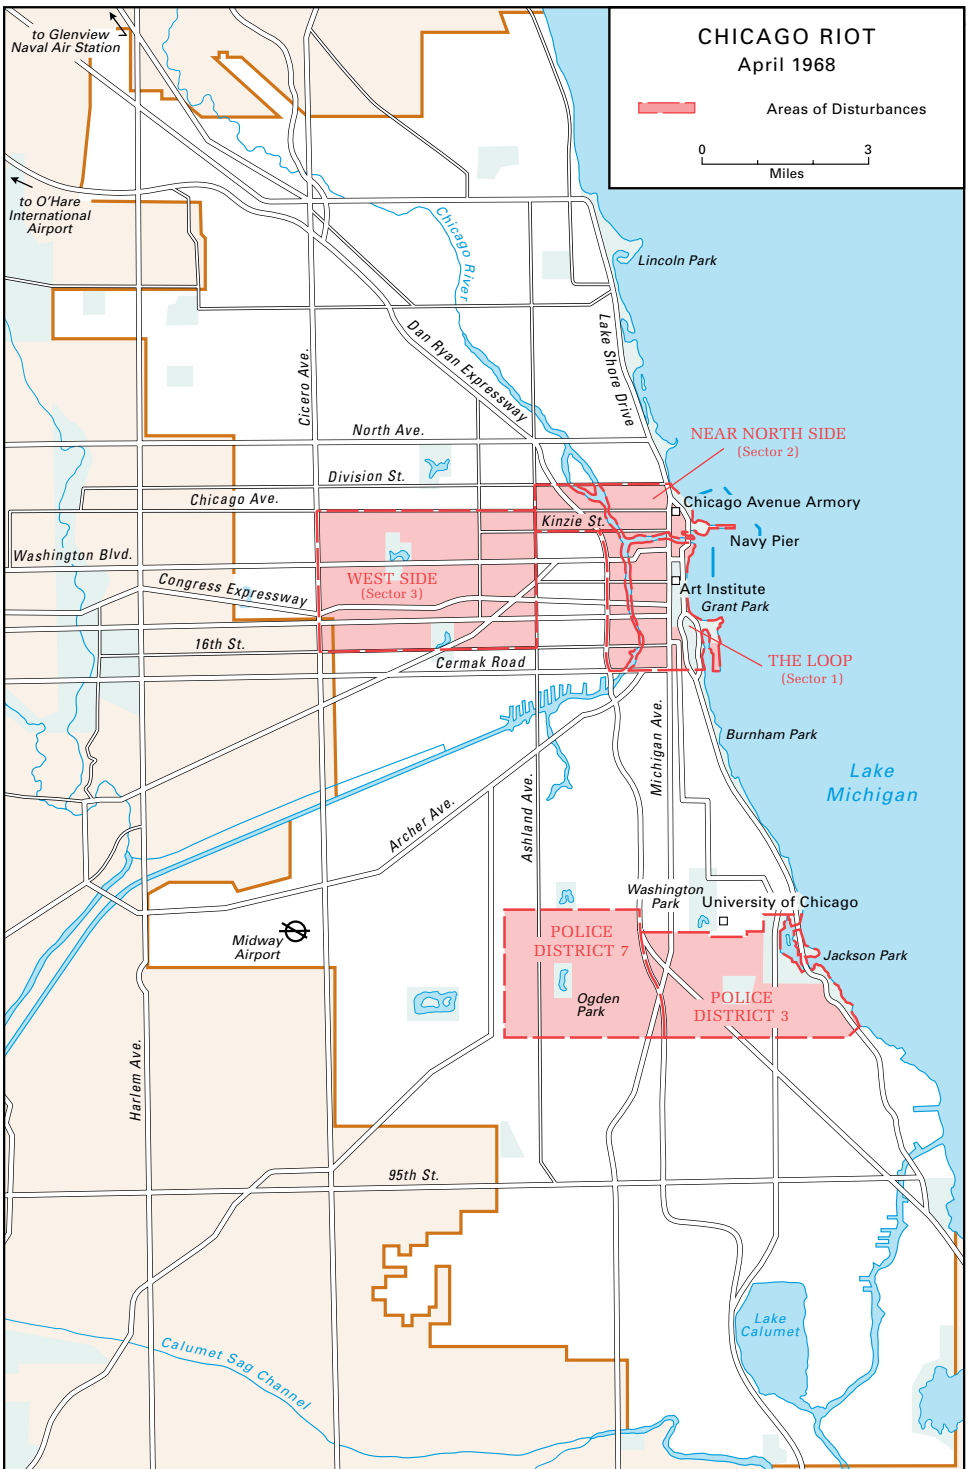 CHICAGO RIOT
April 1968
Areas of Disturbances
0
3
Miles
to Glenview
Naval Air Station
to O'Hare
International
Airport
Chicago River
Lincoln Park
Cicero Ave.
Dan Ryan Expressway
Lake Shore Drive
North Ave.
NEAR NORTH SIDE
(Sector 2)
Division St.
Chicago Ave.
Chicago Avenue Armory
Kinzie St.
Navy Pier
Washington Blvd.
Congress Expressway
WEST SIDE
(Sector 3)
Art Institute
Grant Park
16th St.
Cermak Road
THE LOOP
(Sector 1)
Michigan Ave.
Burnham Park
Lake
Michigan
Archer Ave.
Ashland Ave.
Washington
Park
University of Chicago
Midway
Airport
POLICE
DISTRICT 7
Jackson Park
Ogden
Park
POLICE
DISTRICT 3
Harlem Ave.
95th St.
Lake
Calumet
Calumet Sag Channel